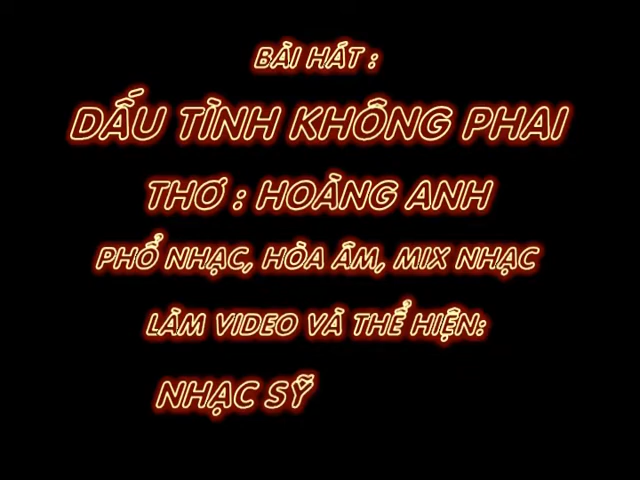 BÀI HÁT :
DẤU TÌNH KHÔNG PHAI
THƠ : HOÀNG ANH
PHỔ NHẠC, HÒA ÂM, MIX NHẠC
LÀM VIDEO VÀ THỂ HIỆN:
NHẠC SỸ